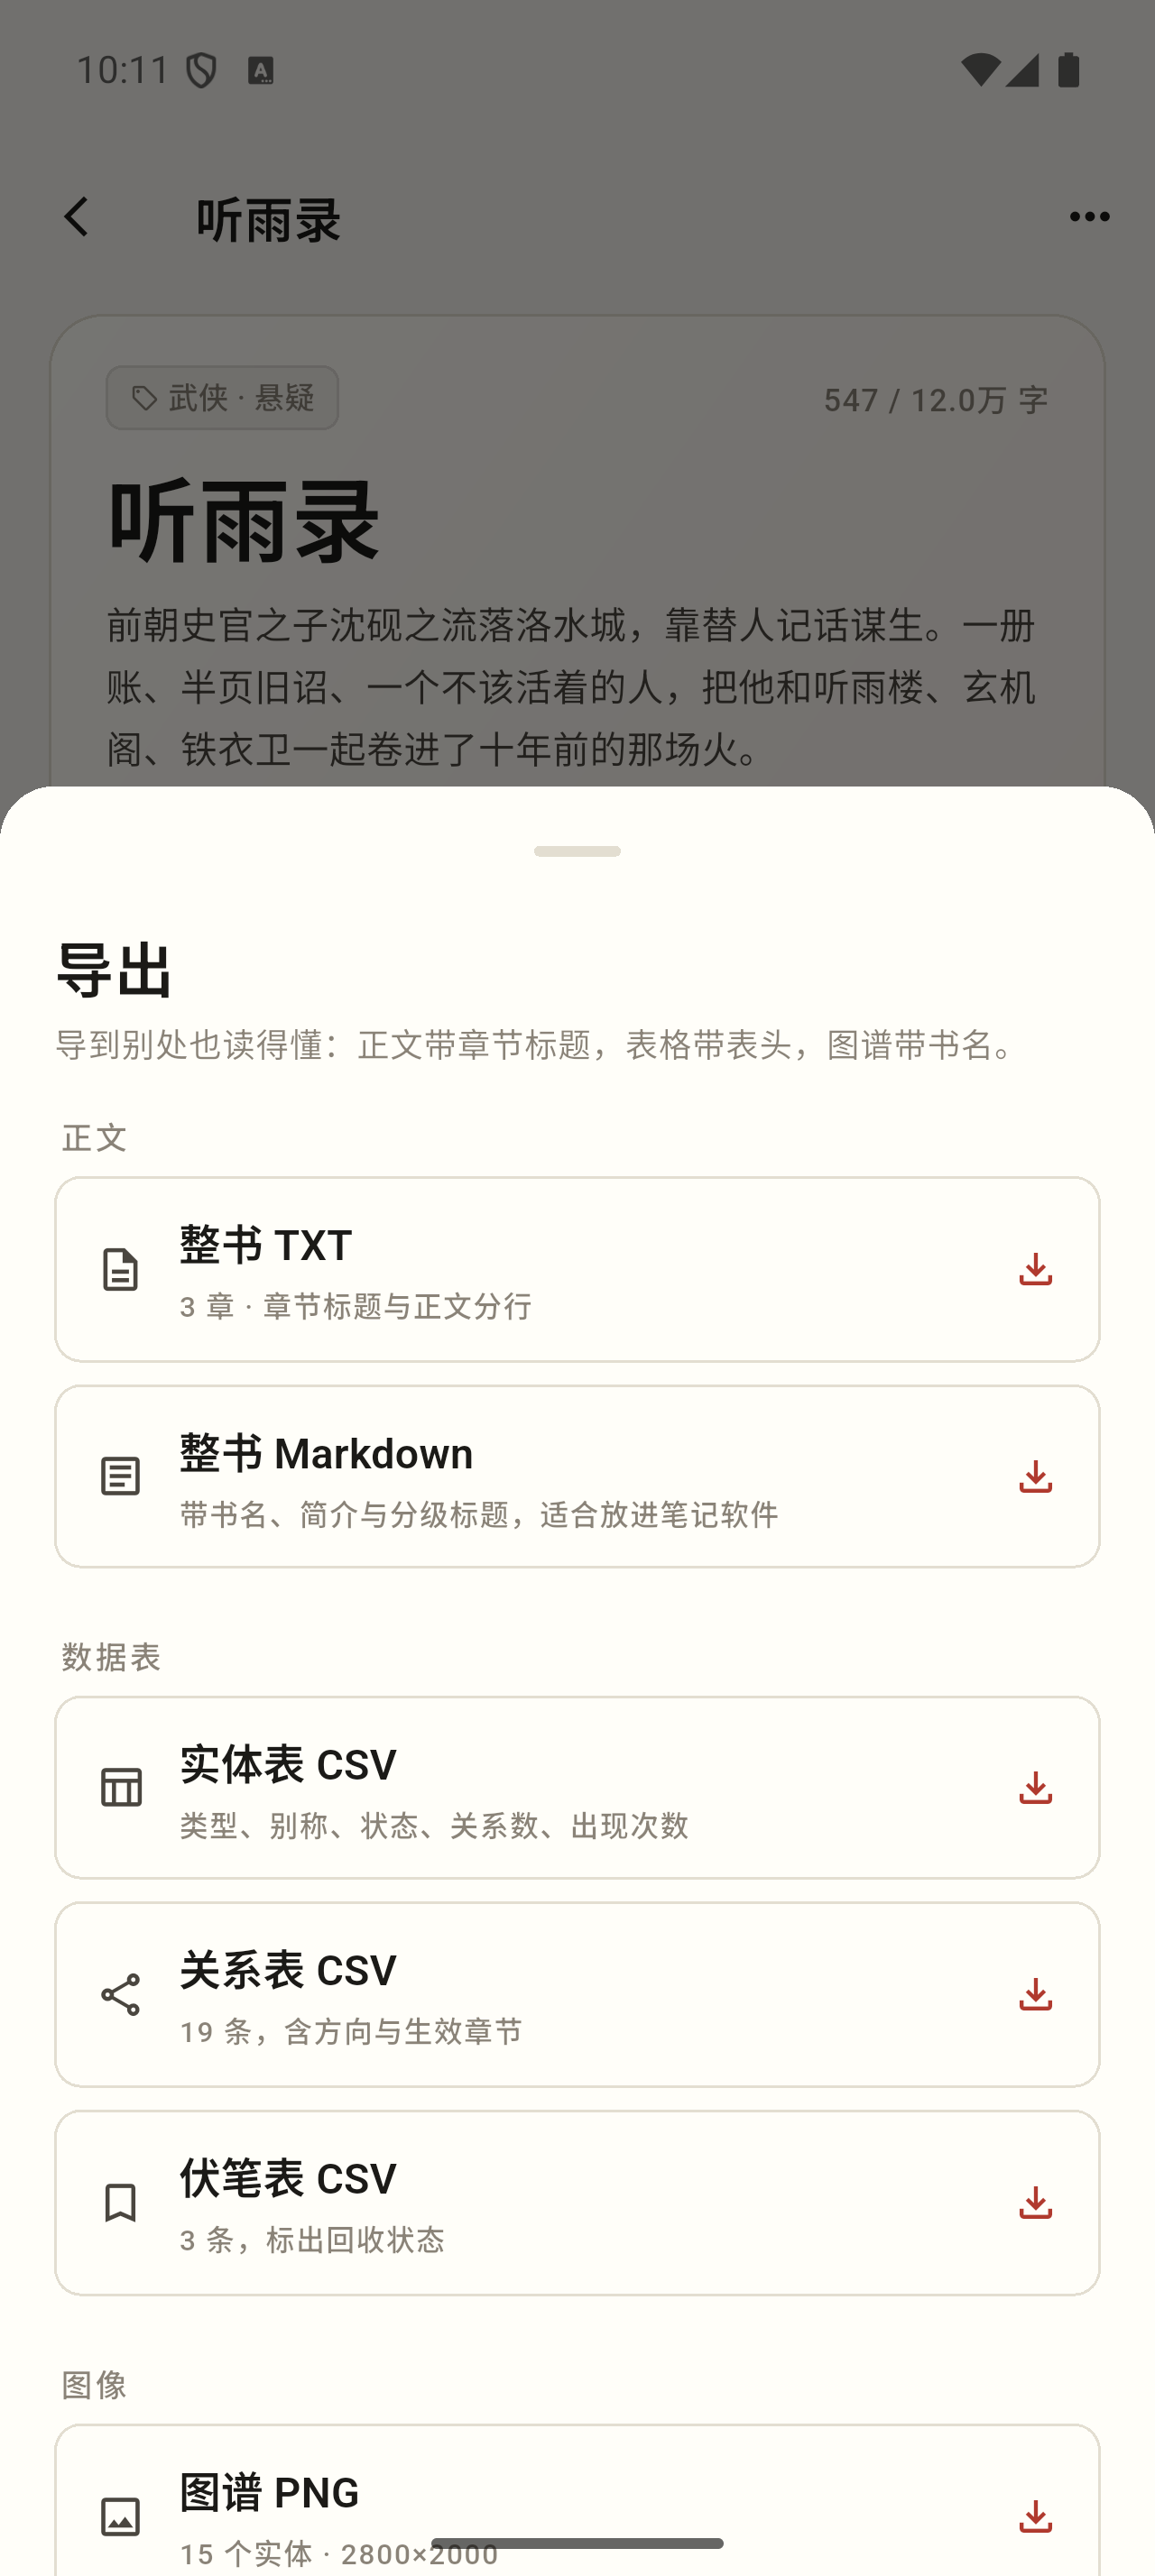 10:11
听雨录
武侠 · 悬疑
547 / 12.0万 字
听雨录
前朝史官之子沈砚之流落洛水城，靠替人记话谋生。一册
账、半页旧诏、一个不该活着的人，把他和听雨楼、玄机
阁、铁衣卫一起卷进了十年前的那场火。
导出
导到别处也读得懂：正文带章节标题，表格带表头，图谱带书名。
正文
整书 TXT
3 章 · 章节标题与正文分行
整书 Markdown
带书名、简介与分级标题，适合放进笔记软件
数据表
实体表 CSV
类型、别称、状态、关系数、出现次数
关系表 CSV
19 条，含方向与生效章节
伏笔表 CSV
3 条，标出回收状态
图像
图谱 PNG
15 个实体 · 2800×2000